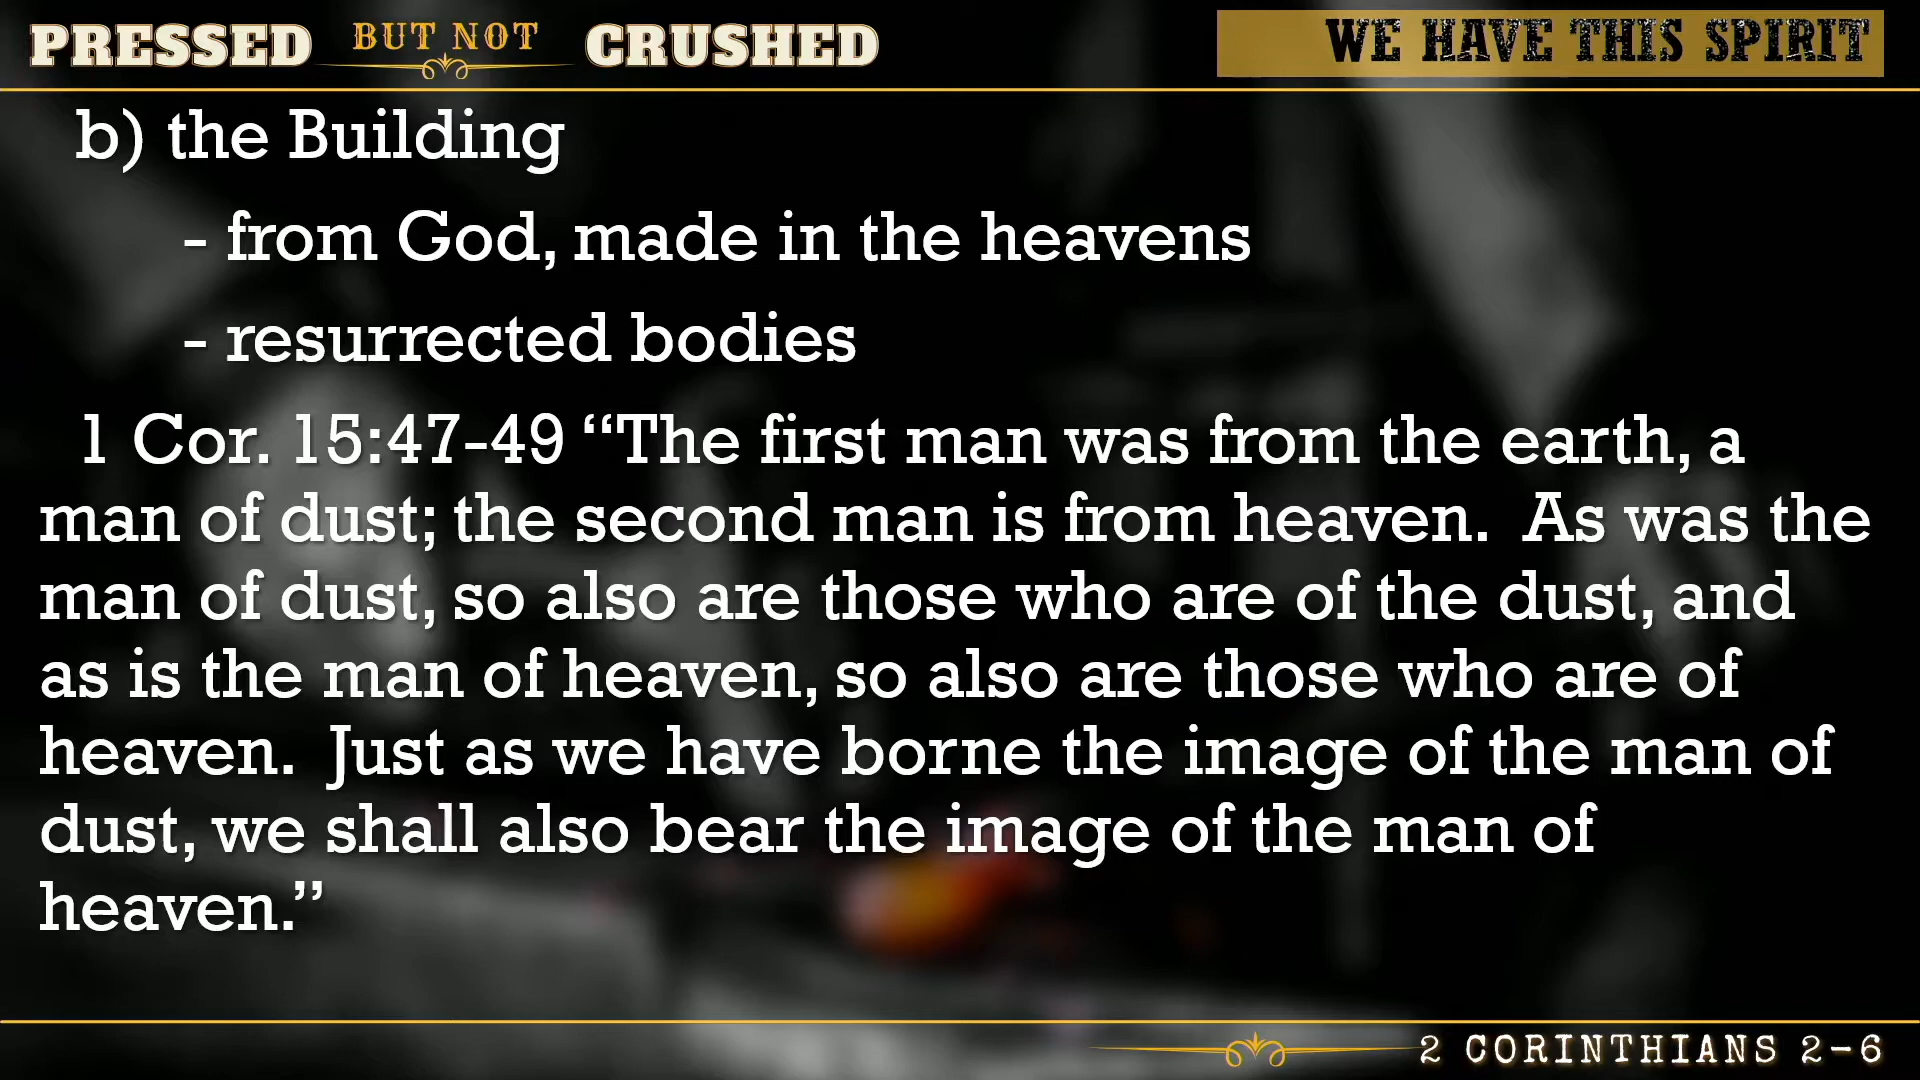 PRESSED BUT NOT CRUSHED
WE HAVE THIS SPIRIT
b) the Building
- from God, made in the heavens
- resurrected bodies
1 Cor. 15:47-49 “The first man was from the earth, a
man of dust; the second man is from heaven.  As was the
man of dust, so also are those who are of the dust, and
as is the man of heaven, so also are those who are of
heaven.  Just as we have borne the image of the man of
dust, we shall also bear the image of the man of
heaven.”
2 CORINTHIANS 2-6